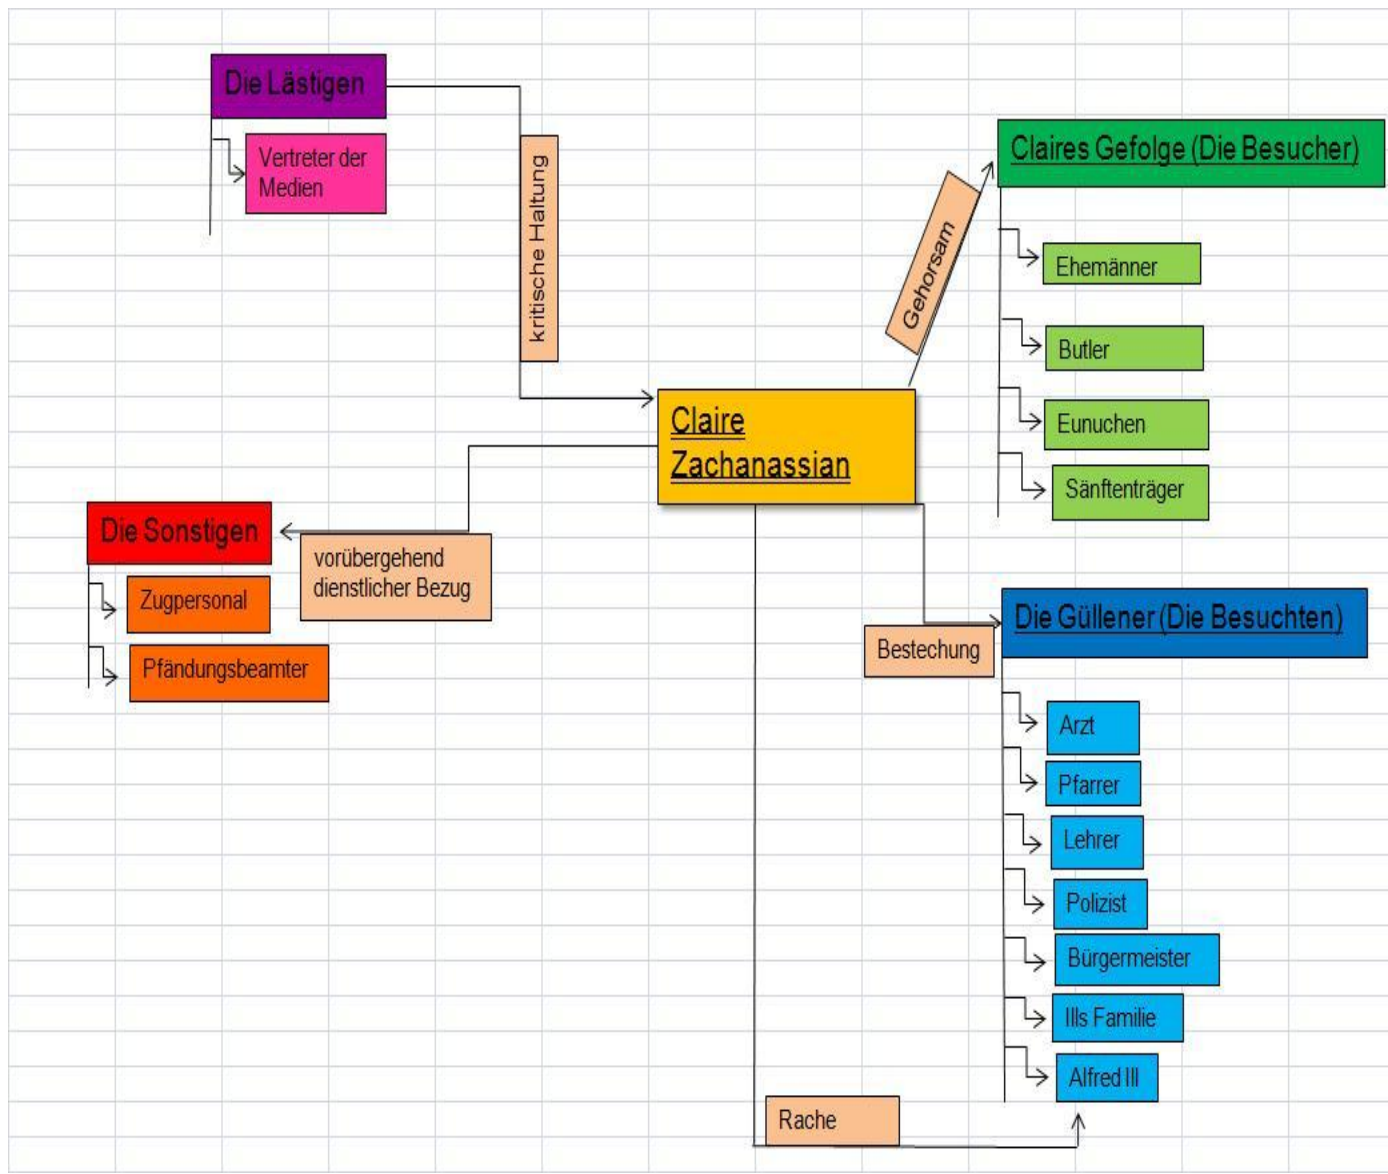 Die Lästigen
Vertreter der
Medien
kritische Haltung
Gehorsam
Claires Gefolge (Die Besucher)
Ehemänner
Butler
Eunuchen
Sänftenträger
Claire
Zachanassian
Die Sonstigen
vorübergehend
dienstlicher Bezug
Zugpersonal
Pfändungsbeamter
Die Güllener (Die Besuchten)
Bestechung
Arzt
Pfarrer
Lehrer
Polizist
Bürgermeister
Ills Familie
Alfred Ill
Rache